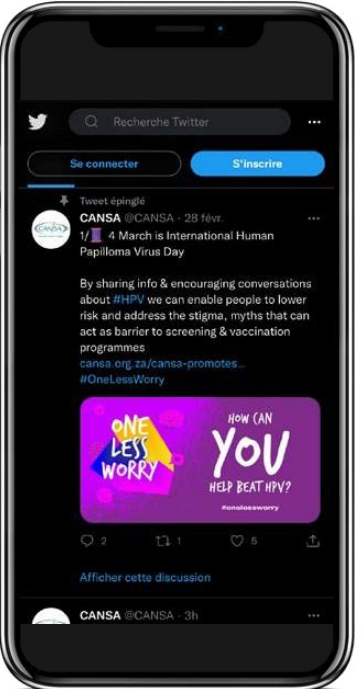 Recherche Twitter
Se connecter
S'inscrire
Tweet épinglé
CANSA @CANSA · 28 févr.
1/🧵 4 March is International Human
Papilloma Virus Day
By sharing info & encouraging conversations
about #HPV we can enable people to lower
risk and address the stigma, myths that can
act as barrier to screening & vaccination
programmes
cansa.org.za/cansa-promotes…
#OneLessWorry
ONE
LESS
WORRY
HOW CAN
YOU
HELP BEAT HPV?
#onelessworry
2
1
5
Afficher cette discussion
CANSA @CANSA · 3h